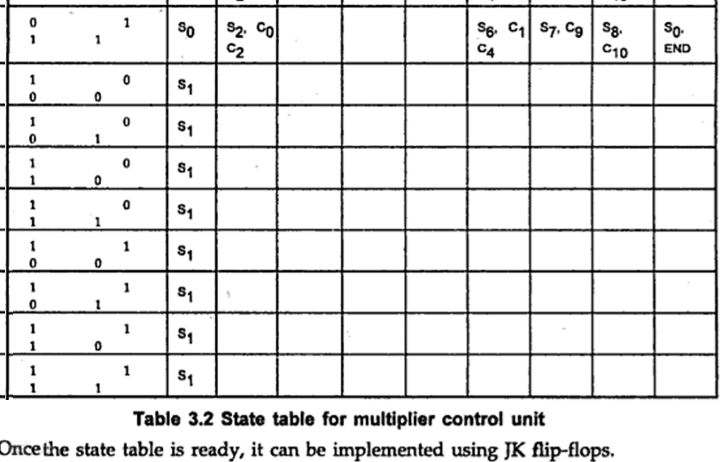 0 1 S0 S2, C0 S6, C1 S7, C9 S8, S0,
1 1 C2 C4 C10 END
1 0 S1
0 0
1 0 S1
0 1
1 0 S1
1 0
1 0 S1
1 1
1 1 S1
0 0
1 1 S1
0 1
1 1 S1
1 0
1 1 S1
1 1
Table 3.2 State table for multiplier control unit
Once the state table is ready, it can be implemented using JK flip-flops.